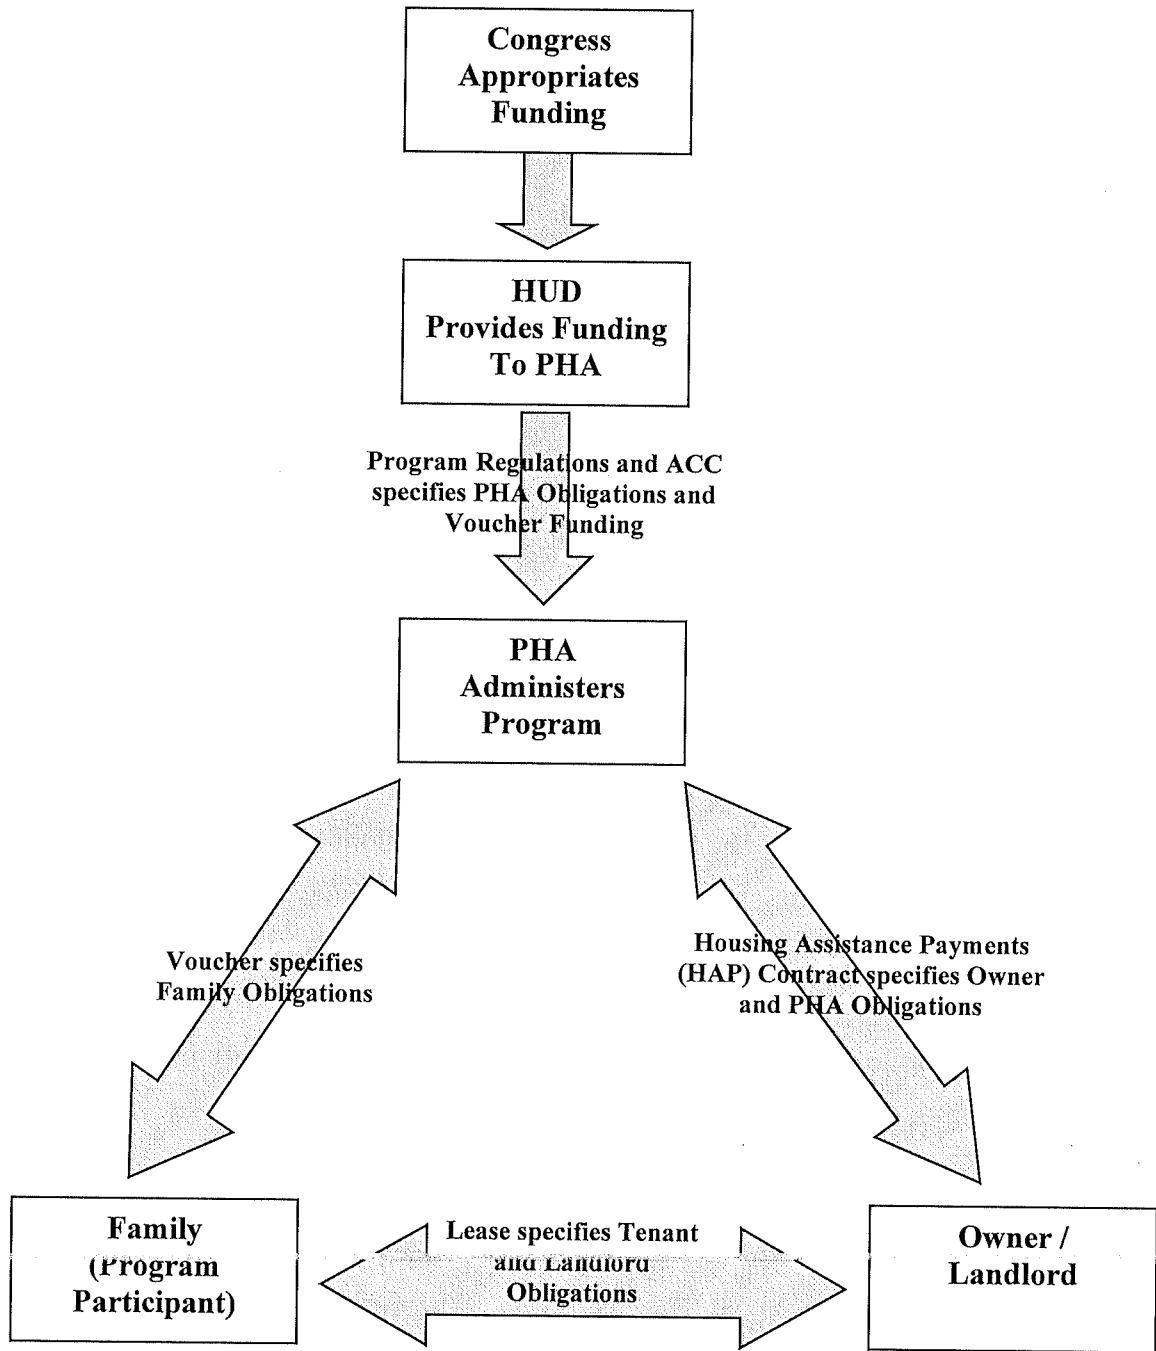 Congress
Appropriates
Funding
HUD
Provides Funding
To PHA
Program Regulations and ACC
specifies PHA Obligations and
Voucher Funding
PHA
Administers
Program
Voucher specifies
Family Obligations
Housing Assistance Payments
(HAP) Contract specifies Owner
and PHA Obligations
Family
(Program
Participant)
Lease specifies Tenant
and Landlord
Obligations
Owner /
Landlord